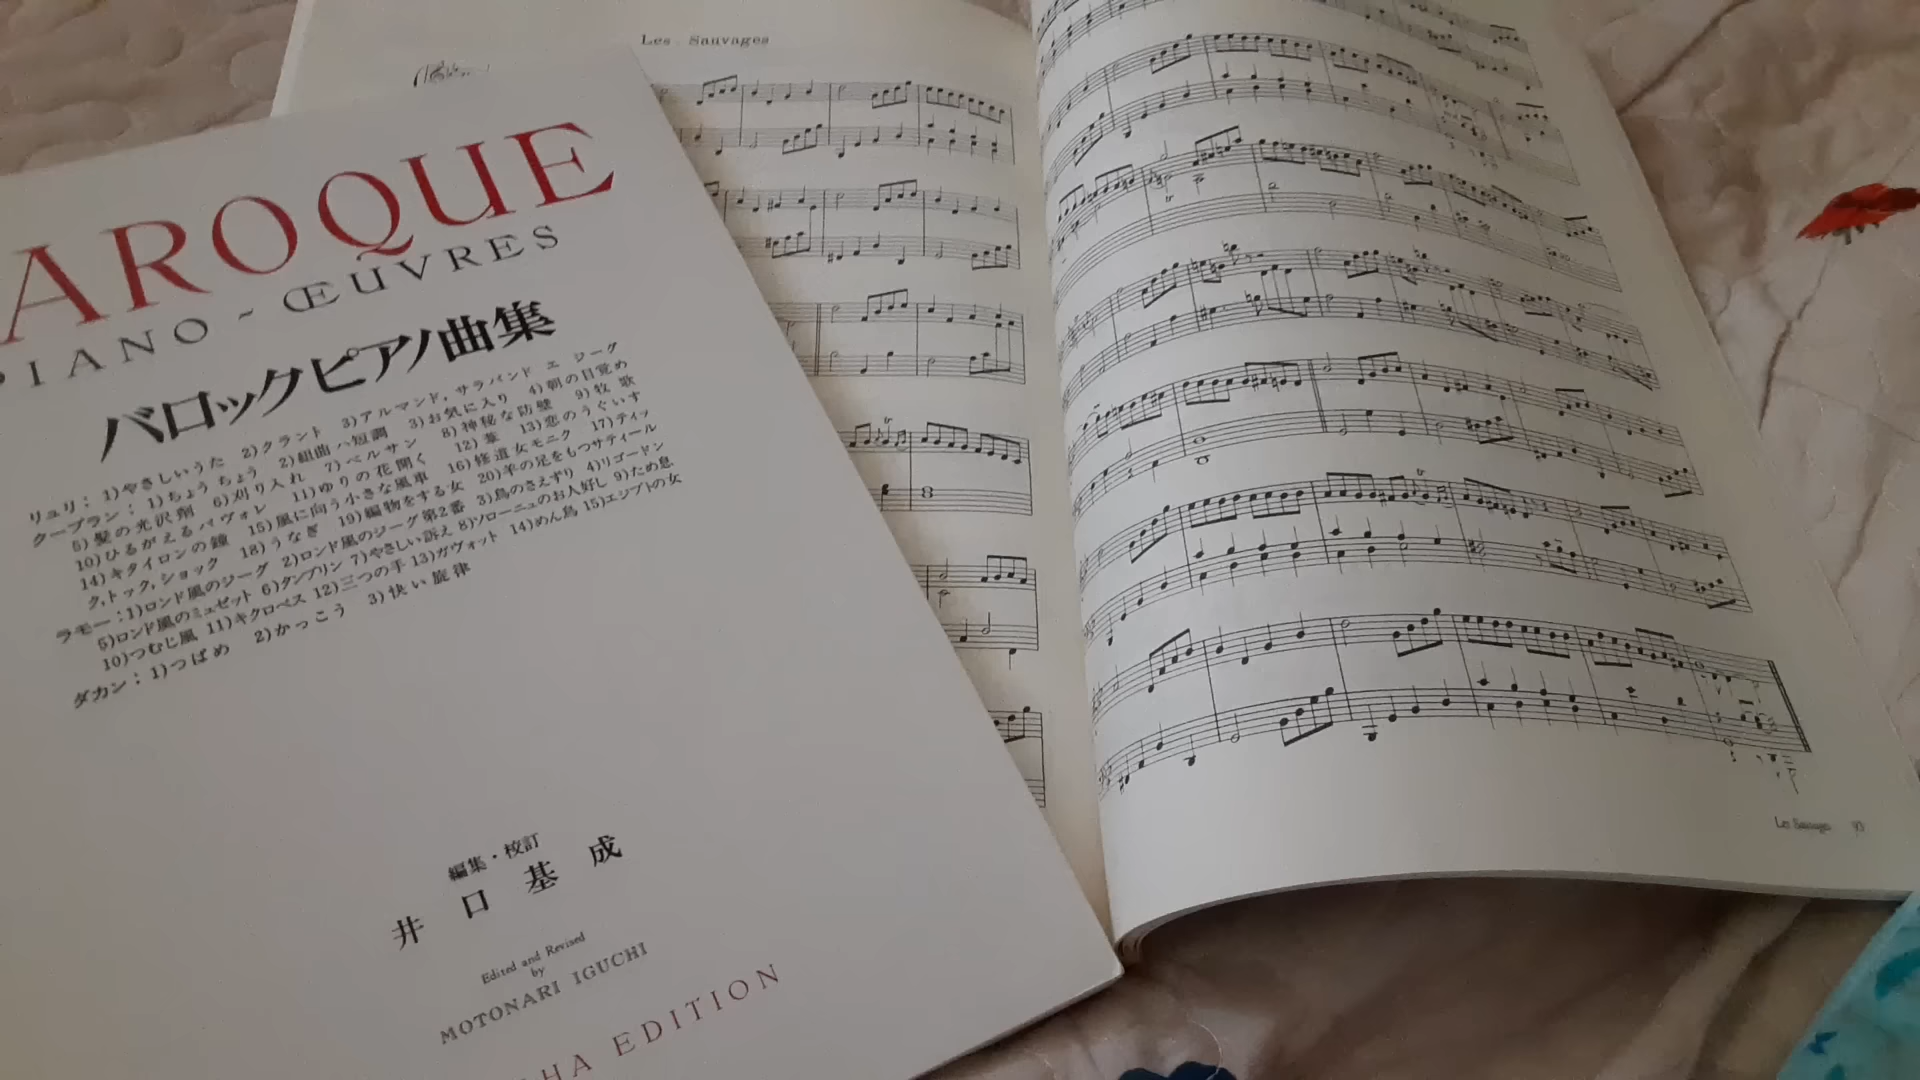 AROQUE
PIANO ~ ŒUVRES
バロックピアノ曲集
リュリ： 1)やさしいうた 2)クラント 3)アルマンド, サラバンド エ ジーグ
クープラン： 1)ちょう ちょう 2)組曲 ハ短調 3)お気に入り 4)朝の目覚め
5)髪の光沢剤 6)刈り入れ 7)ベルサン 8)神秘な防壁 9)牧歌
10)ひるがえるバヴォレ 11)ゆりの花開く 12)葦 13)恋のうぐいす
14)キタイロンの鐘 15)風に向う小さな風車 16)修道女モニク 17)ティッ
ク,トック,ショック 18)うなぎ 19)編物をする女 20)羊の足をもつサティール
ラモー：1)ロンド風のジーグ 2)ロンド風のジーグ第2番 3)鳥のさえずり 4)リゴードン
5)ロンド風のミュゼット 6)タンブリン 7)やさしい訴え 8)ソローニュのお人好し 9)ため息
10)つむじ風 11)キクロペス 12)三つの手 13)ガヴォット 14)めん鳥 15)エジプトの女
ダカン： 1)つばめ 2)かっこう 3)快い旋律
編集・校訂
井口基成
Edited and Revised
by
MOTONARI IGUCHI
HA EDITION
Les Sauvages
Les Sauvages